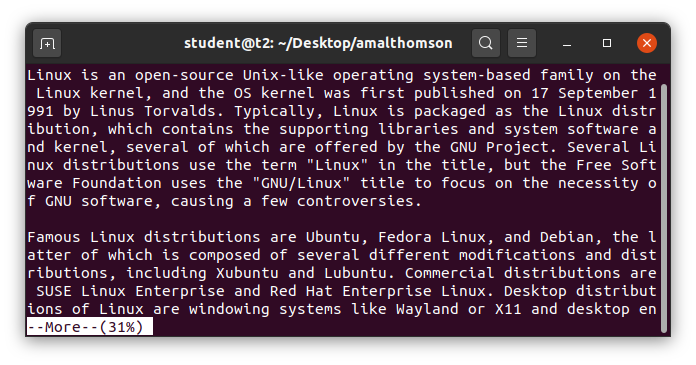 student@t2: ~/Desktop/amalthomson
Linux is an open-source Unix-like operating system-based family on the
 Linux kernel, and the OS kernel was first published on 17 September 1
991 by Linus Torvalds. Typically, Linux is packaged as the Linux distr
ibution, which contains the supporting libraries and system software a
nd kernel, several of which are offered by the GNU Project. Several Li
nux distributions use the term "Linux" in the title, but the Free Soft
ware Foundation uses the "GNU/Linux" title to focus on the necessity o
f GNU software, causing a few controversies.

Famous Linux distributions are Ubuntu, Fedora Linux, and Debian, the l
atter of which is composed of several different modifications and dist
ributions, including Xubuntu and Lubuntu. Commercial distributions are
 SUSE Linux Enterprise and Red Hat Enterprise Linux. Desktop distribut
ions of Linux are windowing systems like Wayland or X11 and desktop en
--More--(31%)